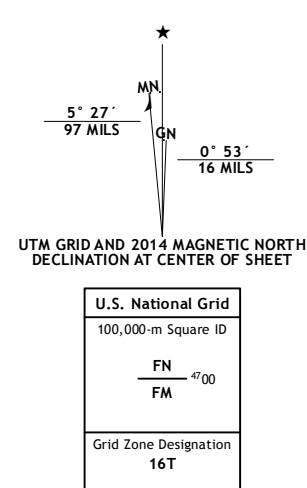 ★
MN
5° 27´
97 MILS
GN
0° 53´
16 MILS
UTM GRID AND 2014 MAGNETIC NORTH
DECLINATION AT CENTER OF SHEET
U.S. National Grid
100,000-m Square ID
FN
4700
FM
Grid Zone Designation
16T